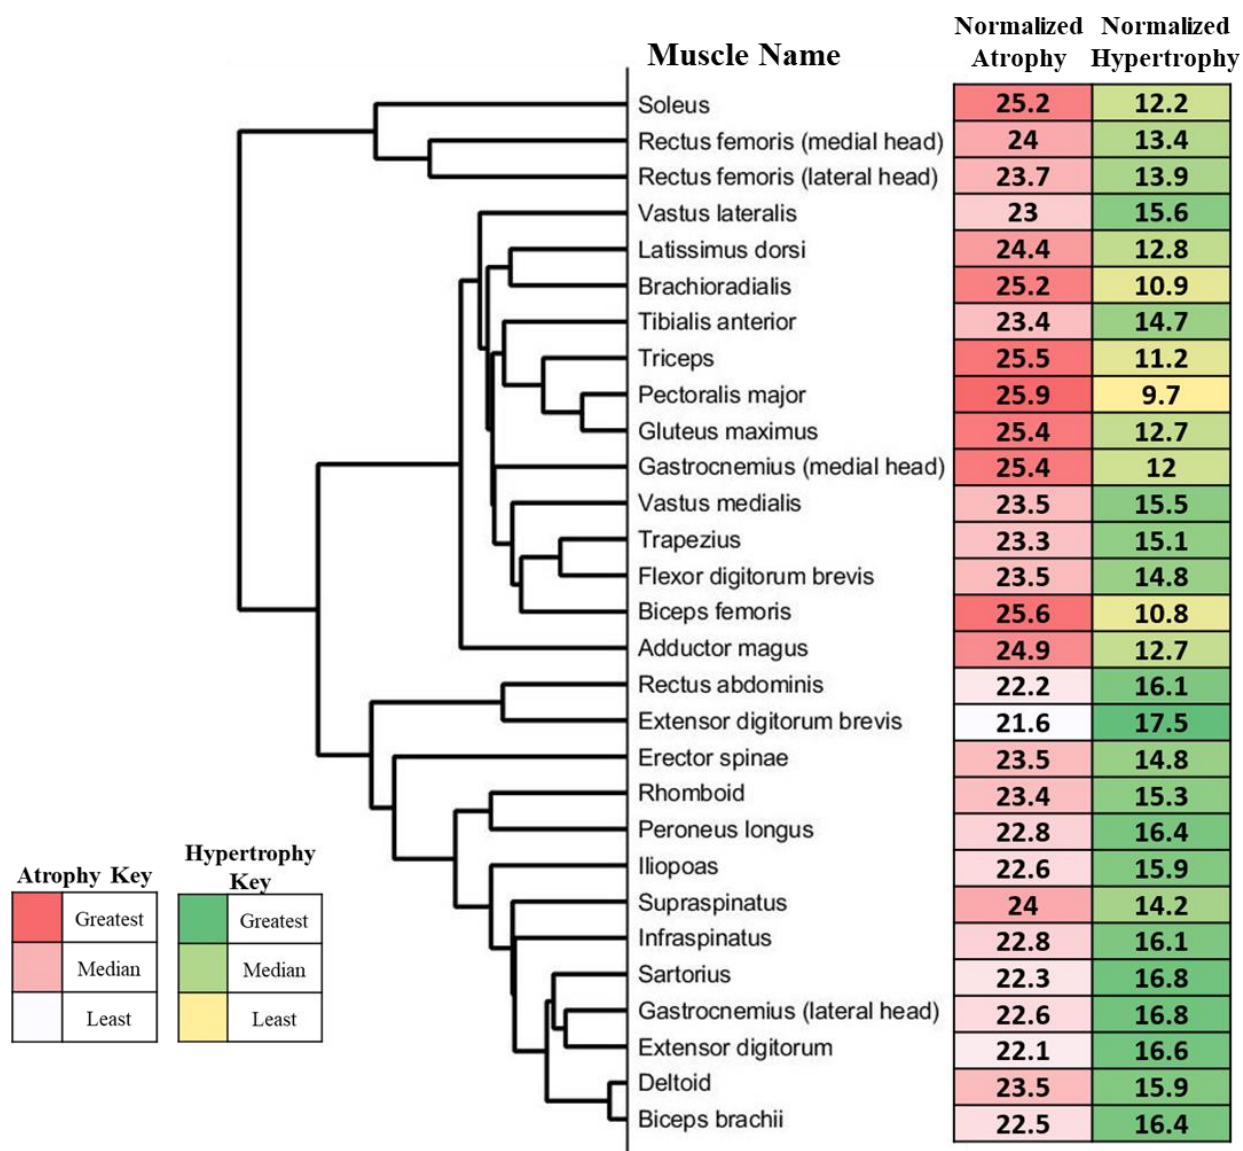 Normalized Normalized
Muscle Name Atrophy Hypertrophy
Soleus 25.2 12.2
Rectus femoris (medial head) 24 13.4
Rectus femoris (lateral head) 23.7 13.9
Vastus lateralis 23 15.6
Latissimus dorsi 24.4 12.8
Brachioradialis 25.2 10.9
Tibialis anterior 23.4 14.7
Triceps 25.5 11.2
Pectoralis major 25.9 9.7
Gluteus maximus 25.4 12.7
Gastrocnemius (medial head) 25.4 12
Vastus medialis 23.5 15.5
Trapezius 23.3 15.1
Flexor digitorum brevis 23.5 14.8
Biceps femoris 25.6 10.8
Adductor magus 24.9 12.7
Rectus abdominis 22.2 16.1
Extensor digitorum brevis 21.6 17.5
Erector spinae 23.5 14.8
Rhomboid 23.4 15.3
Peroneus longus 22.8 16.4
Iliopoas 22.6 15.9
Supraspinatus 24 14.2
Infraspinatus 22.8 16.1
Sartorius 22.3 16.8
Gastrocnemius (lateral head) 22.6 16.8
Extensor digitorum 22.1 16.6
Deltoid 23.5 15.9
Biceps brachii 22.5 16.4
Atrophy Key
Greatest
Median
Least
Hypertrophy
Key
Greatest
Median
Least